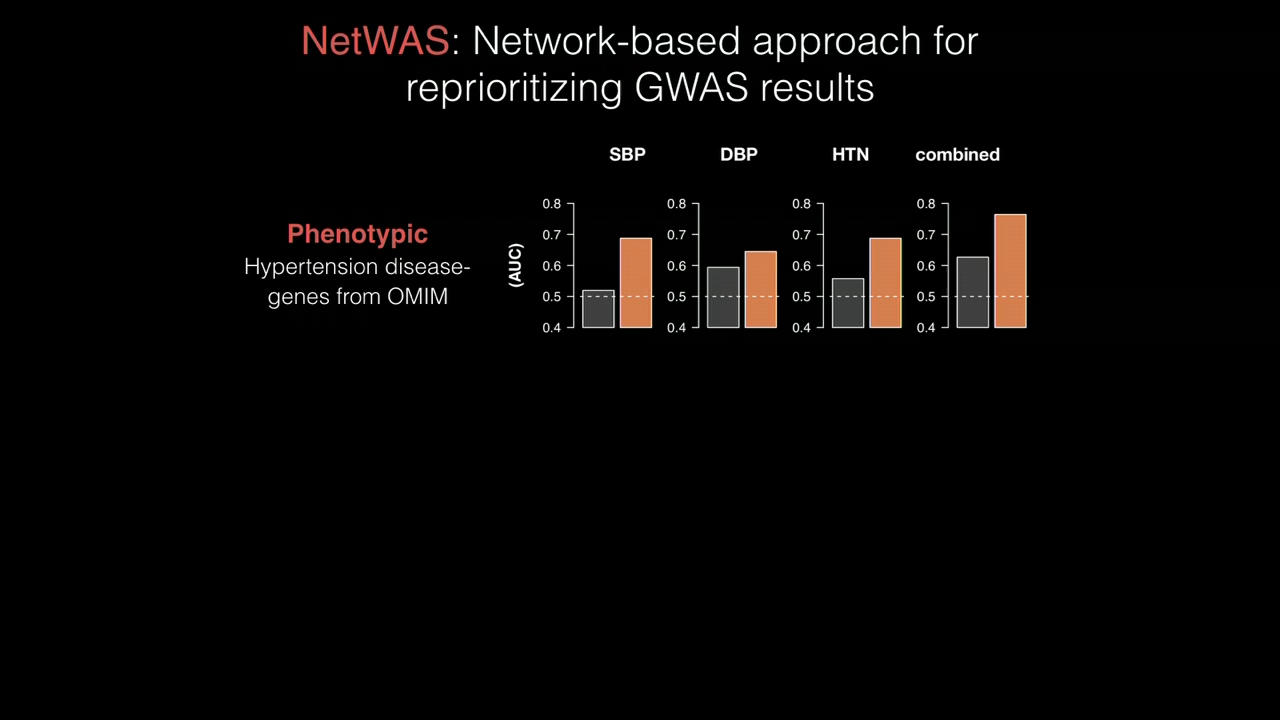 NetWAS: Network-based approach for
reprioritizing GWAS results
SBP DBP HTN combined
Phenotypic
Hypertension disease-
genes from OMIM
(AUC)
0.8 0.8 0.8 0.8
0.7 0.7 0.7 0.7
0.6 0.6 0.6 0.6
0.5 0.5 0.5 0.5
0.4 0.4 0.4 0.4